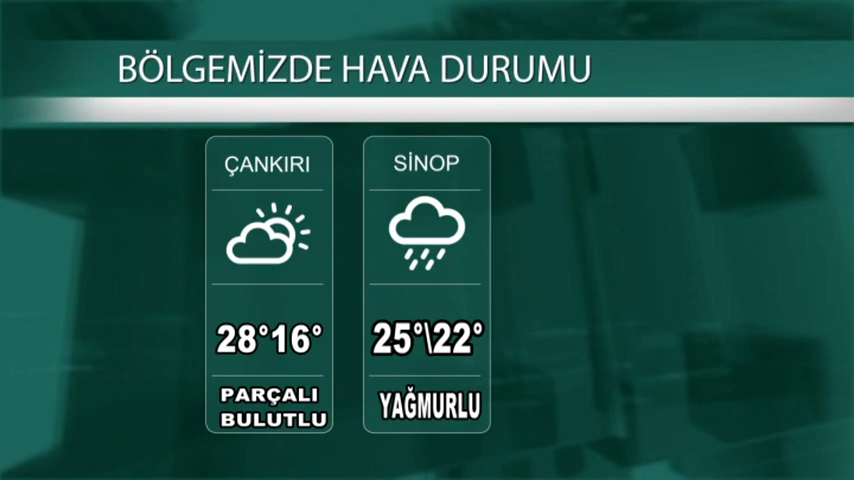 BÖLGEMİZDE HAVA DURUMU
ÇANKIRI
28°16°
PARÇALI
BULUTLU
SİNOP
25°\22°
YAĞMURLU